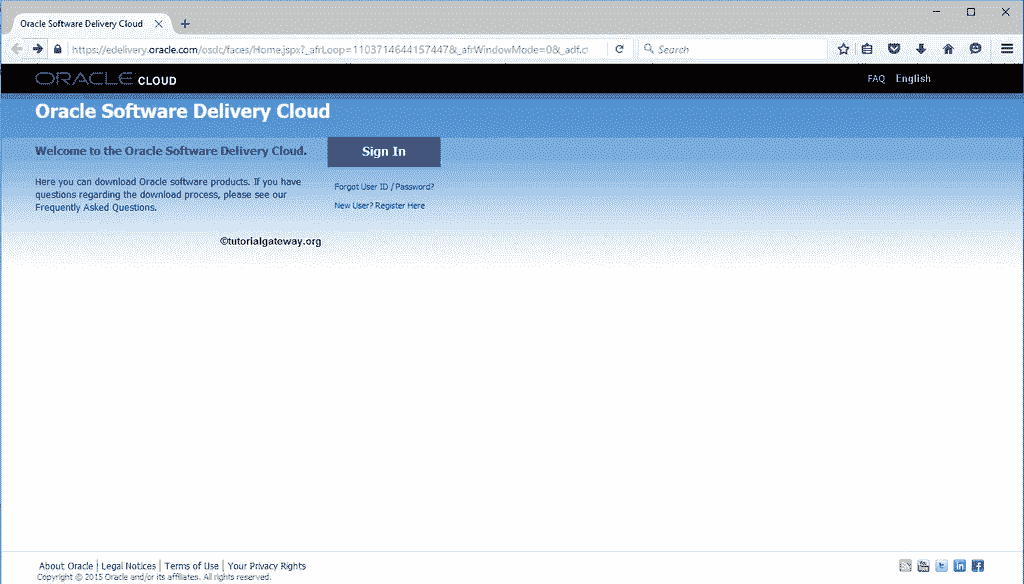 Oracle Software Delivery Cloud
https://edelivery.oracle.com/osdc/faces/Home.jspx?_afrLoop=1103714644157447&_afrWindowMode=0&_adf.ct
Search
ORACLE CLOUD
FAQ English
Oracle Software Delivery Cloud
Welcome to the Oracle Software Delivery Cloud.
Sign In
Here you can download Oracle software products. If you have
questions regarding the download process, please see our
Frequently Asked Questions.
Forgot User ID / Password?
New User? Register Here
©tutorialgateway.org
About Oracle | Legal Notices | Terms of Use | Your Privacy Rights
Copyright © 2015 Oracle and/or its affiliates. All rights reserved.